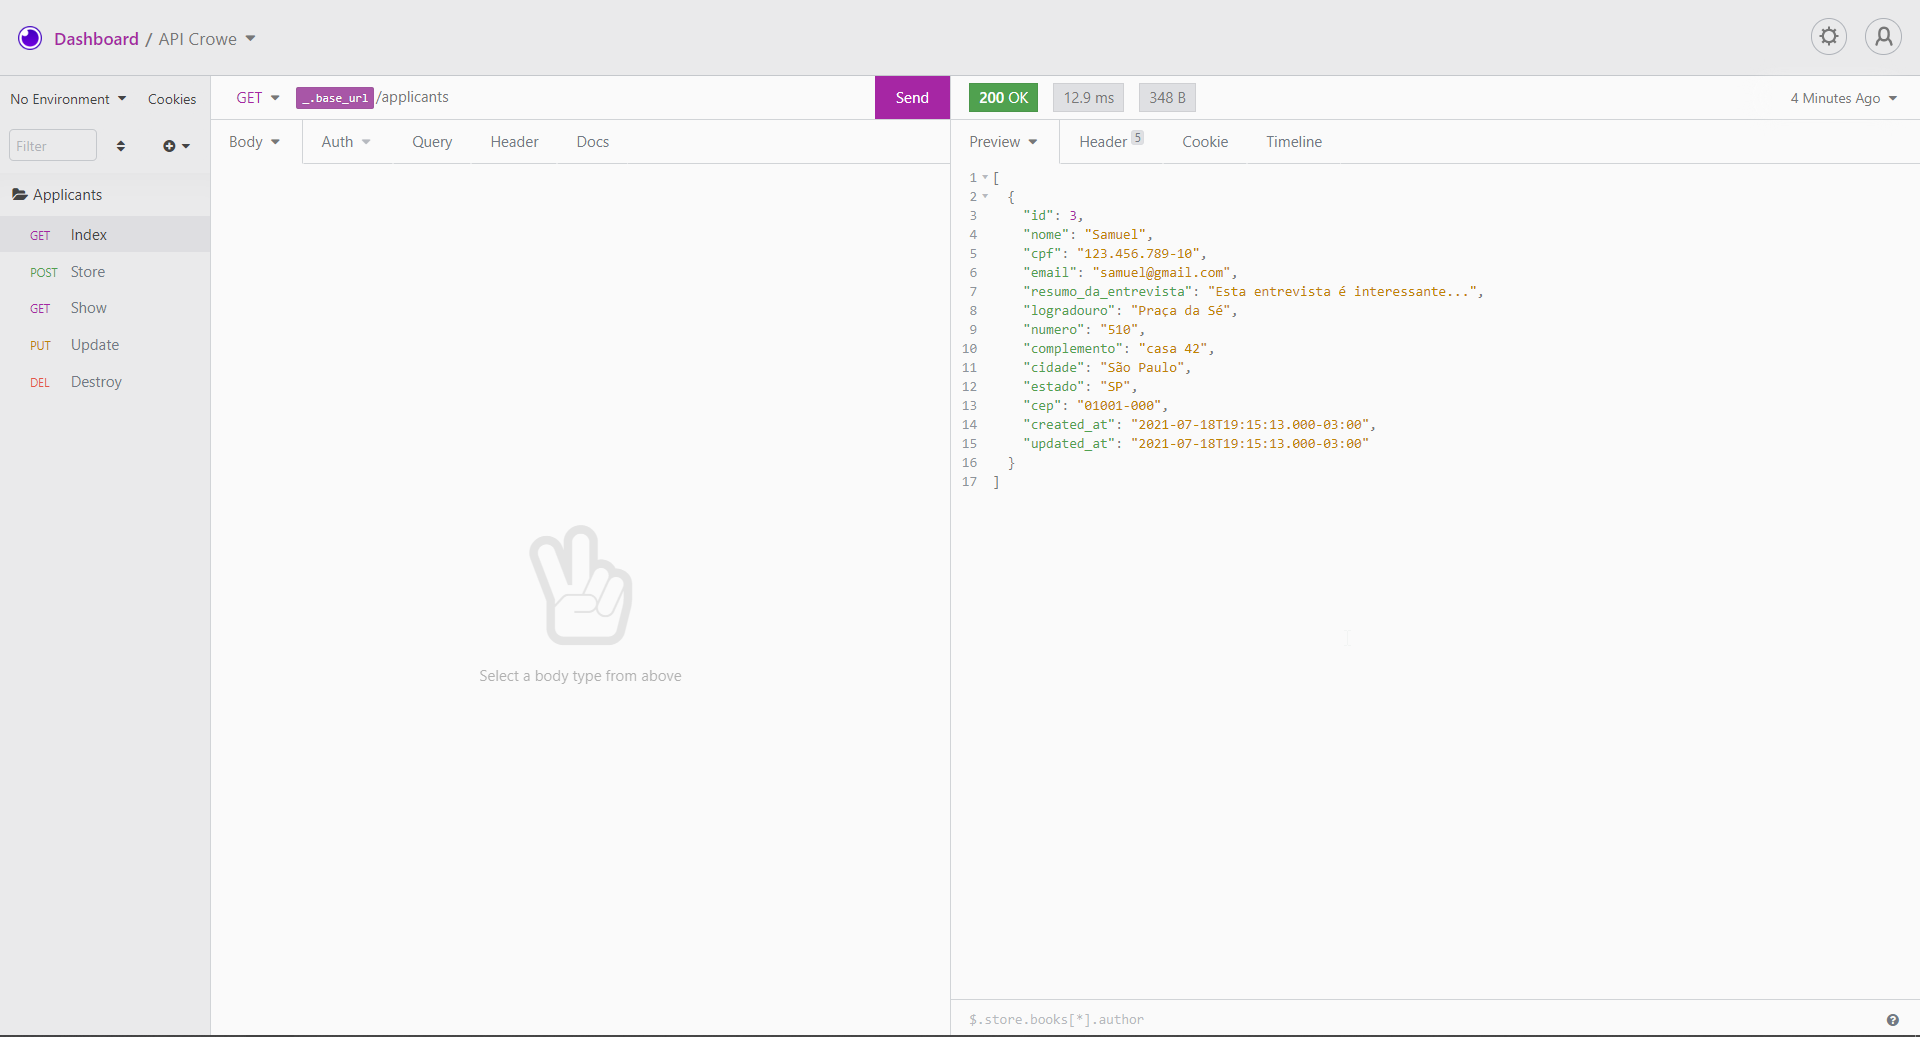 Dashboard / API Crowe
No Environment Cookies
Filter
Applicants
GET Index
POST Store
GET Show
PUT Update
DEL Destroy
GET _.base_url /applicants Send
Body Auth Query Header Docs
Select a body type from above
200 OK 12.9 ms 348 B 4 Minutes Ago
Preview Header 5 Cookie Timeline
1 [
2 {
3 "id": 3,
4 "nome": "Samuel",
5 "cpf": "123.456.789-10",
6 "email": "samuel@gmail.com",
7 "resumo_da_entrevista": "Esta entrevista é interessante...",
8 "logradouro": "Praça da Sé",
9 "numero": "510",
10 "complemento": "casa 42",
11 "cidade": "São Paulo",
12 "estado": "SP",
13 "cep": "01001-000",
14 "created_at": "2021-07-18T19:15:13.000-03:00",
15 "updated_at": "2021-07-18T19:15:13.000-03:00"
16 }
17 ]
$.store.books[*].author